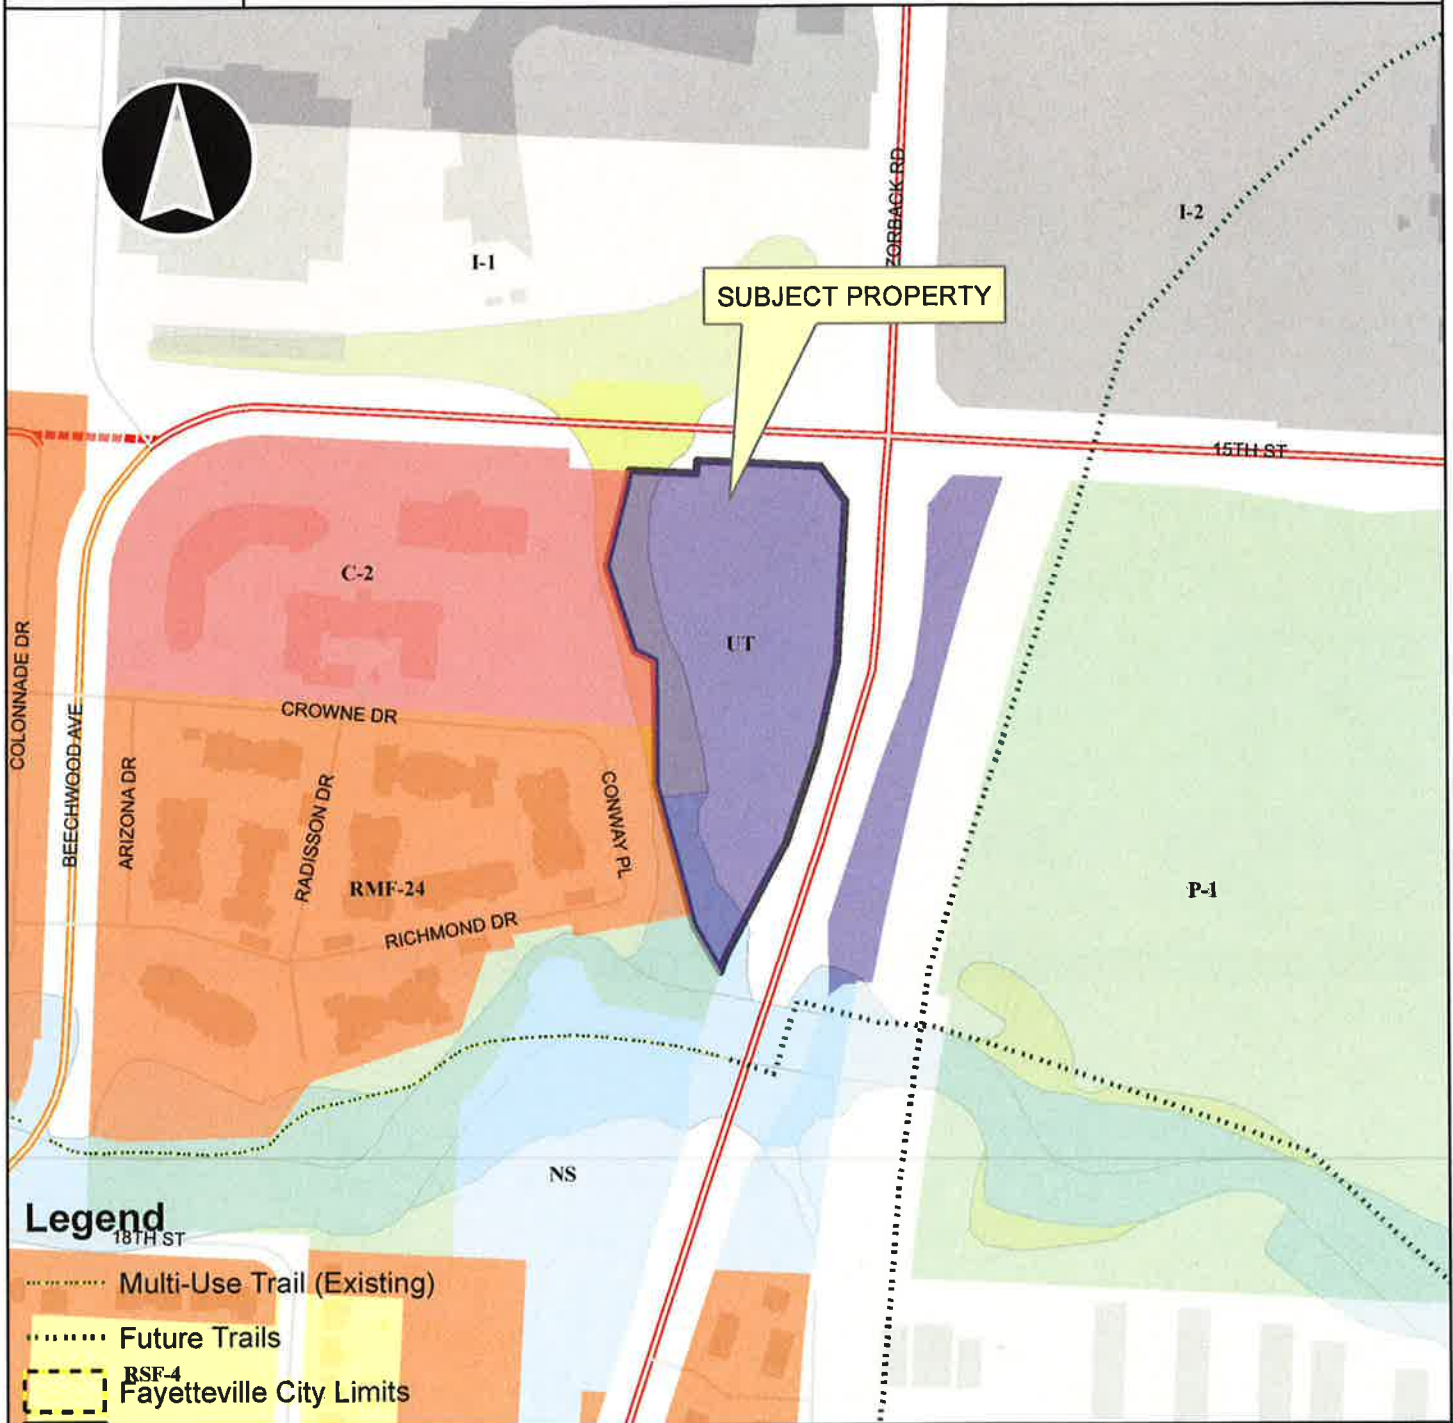 ZORBACK RD
I-2
I-1
SUBJECT PROPERTY
15TH ST
C-2
UT
COLONNADE DR
BEECHWOOD AVE
ARIZONA DR
CROWNE DR
RADISSON DR
CONWAY PL
RMF-24
RICHMOND DR
P-1
NS
Legend
18TH ST
Multi-Use Trail (Existing)
Future Trails
RSF-4
Fayetteville City Limits